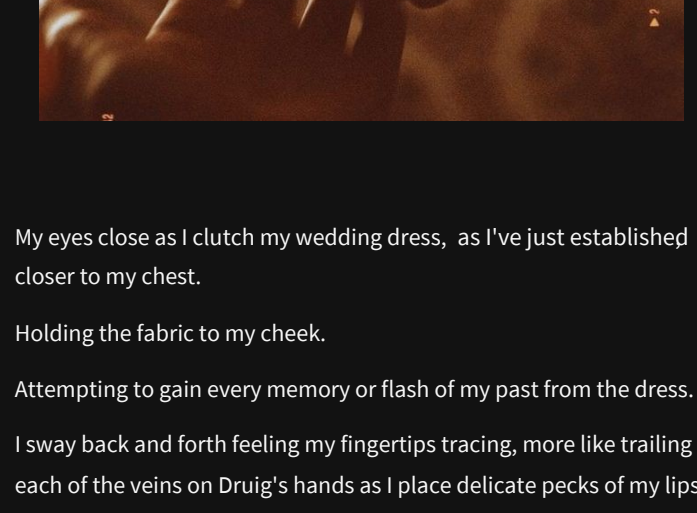 2
12
My eyes close as I clutch my wedding dress,  as I've just established,
closer to my chest.
Holding the fabric to my cheek.
Attempting to gain every memory or flash of my past from the dress.
I sway back and forth feeling my fingertips tracing, more like trailing
each of the veins on Druig's hands as I place delicate pecks of my lips